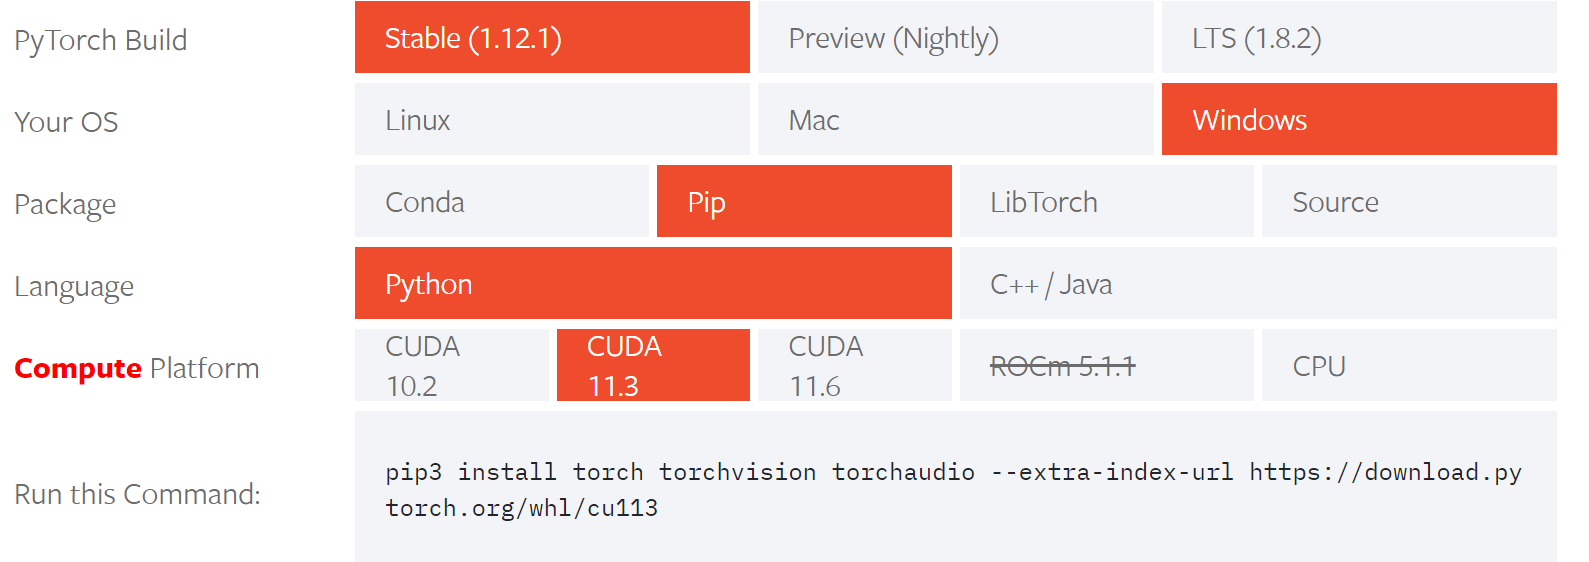 PyTorch Build
Stable (1.12.1)
Preview (Nightly)
LTS (1.8.2)
Your OS
Linux
Mac
Windows
Package
Conda
Pip
LibTorch
Source
Language
Python
C++ / Java
Compute Platform
CUDA
10.2
CUDA
11.3
CUDA
11.6
ROCm 5.1.1
CPU
Run this Command:
pip3 install torch torchvision torchaudio --extra-index-url https://download.py
torch.org/whl/cu113